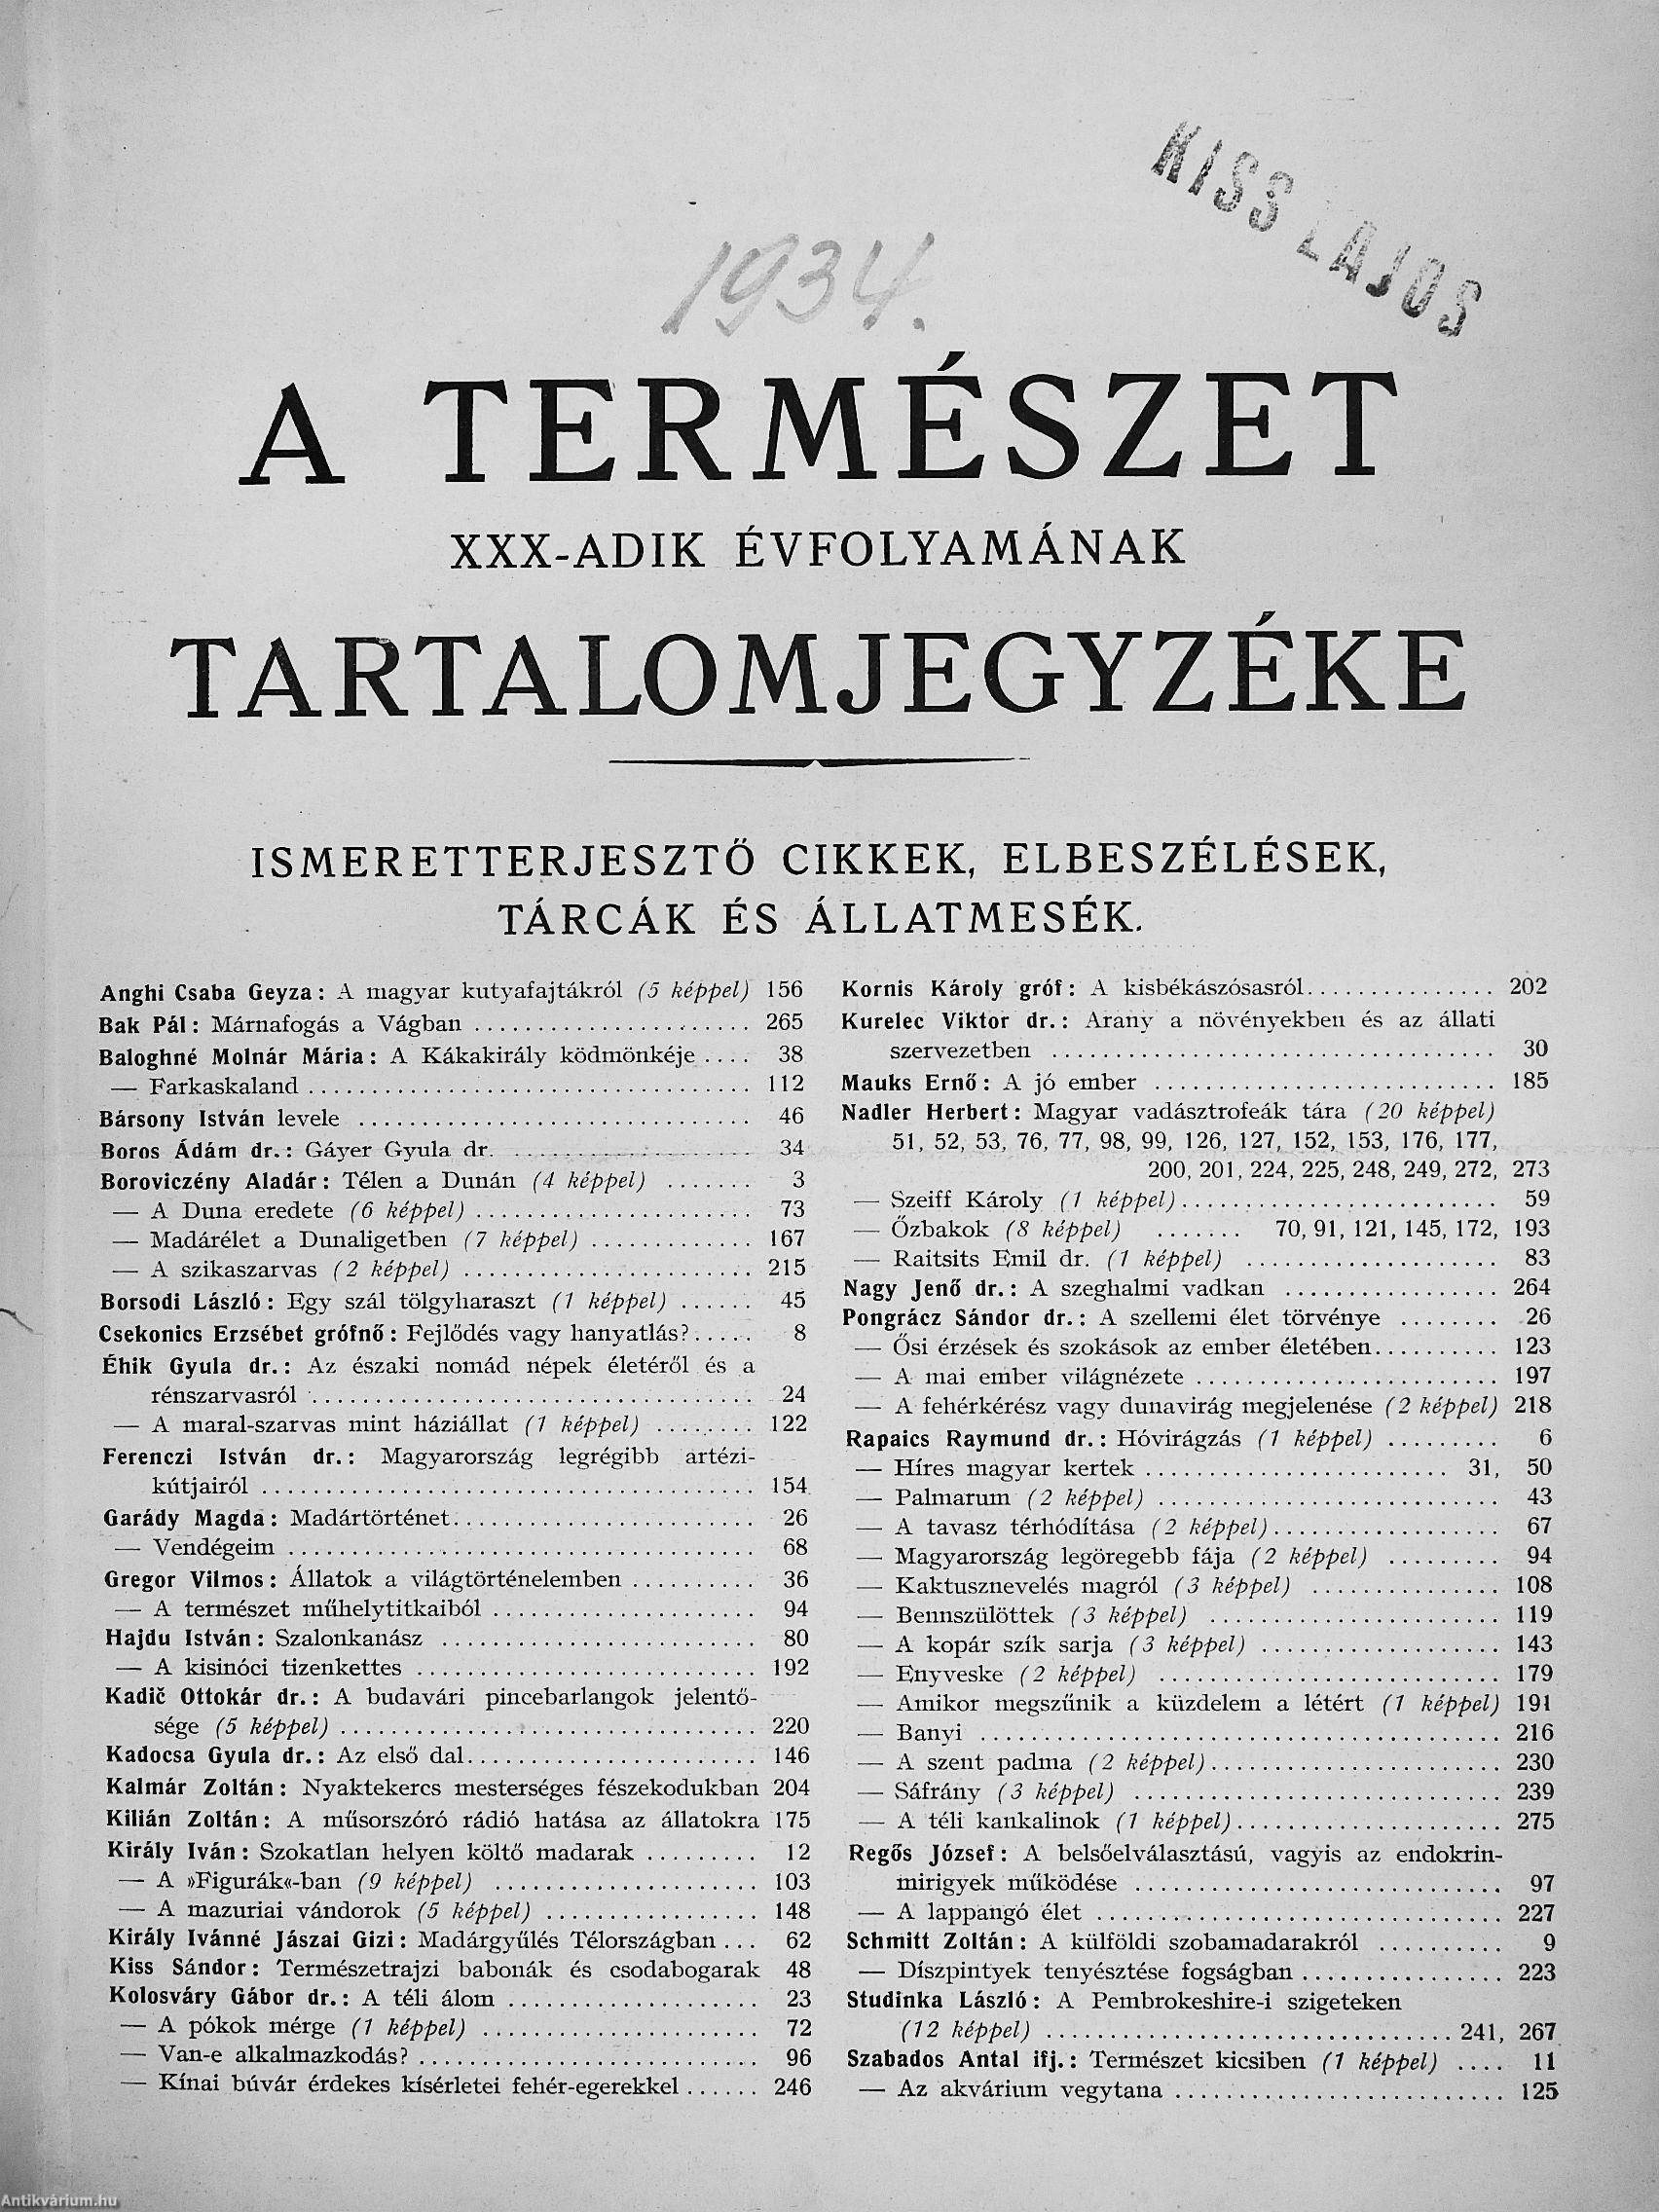 KISS LAJOS
1934.
A TERMÉSZET
XXX-ADIK ÉVFOLYAMÁNAK
TARTALOMJEGYZÉKE
ISMERETTERJESZTŐ CIKKEK, ELBESZÉLÉSEK,
TÁRCÁK ÉS ÁLLATMESÉK.
Anghi Csaba Geyza: A magyar kutyafajtákról (5 képpel) 156
Bak Pál: Márnafogás a Vágban ........................... 265
Baloghné Molnár Mária: A Kákakirály ködmönkéje .... 38
— Farkaskaland ........................................... 112
Bársony István levele ................................... 46
Boros Ádám dr.: Gáyer Gyula dr. ....................... 34
Boroviczény Aladár: Télen a Dunán (4 képpel) ........ 3
— A Duna eredete (6 képpel) ........................... 73
— Madárélet a Dunaligetben (7 képpel) ............... 167
— A szikaszarvas (2 képpel) ............................ 215
Borsodi László: Egy szál tölgyharaszt (1 képpel) ...... 45
Csekonics Erzsébet grófnő: Fejlődés vagy hanyatlás? ..... 8
Éhik Gyula dr.: Az északi nomád népek életéről és a
rénszarvasról ........................................... 24
— A maral-szarvas mint háziállat (1 képpel) ......... 122
Ferenczi István dr.: Magyarország legrégibb artézi-
kútjairól ................................................ 154
Garády Magda: Madártörténet ............................ 26
— Vendégeim .............................................. 68
Gregor Vilmos: Állatok a világtörténelemben ........... 36
— A természet műhelytitkaiból ......................... 94
Hajdu István: Szalonkanász .............................. 80
— A kisinóci tizenkettes ................................ 192
Kadič Ottokár dr.: A budavári pincebarlangok jelentő-
sége (5 képpel) ......................................... 220
Kadocsa Gyula dr.: Az első dal ........................... 146
Kalmár Zoltán: Nyaktekercs mesterséges fészekodukban 204
Kilián Zoltán: A műsorszóró rádió hatása az állatokra 175
Király Iván: Szokatlan helyen költő madarak .......... 12
— A »Figurák«-ban (9 képpel) ......................... 103
— A mazuriai vándorok (5 képpel) .................... 148
Király Ivánné Jászai Gizi: Madárgyűlés Télországban ... 62
Kiss Sándor: Természetrajzi babonák és csodabogarak 48
Kolosváry Gábor dr.: A téli álom ........................ 23
— A pókok mérge (1 képpel) .......................... 72
— Van-e alkalmazkodás? ................................. 96
— Kínai búvár érdekes kísérletei fehér-egerekkel ...... 246
Kornis Károly gróf: A kisbékászósasról ............... 202
Kurelec Viktor dr.: Arany a növényekben és az állati
szervezetben ........................................... 30
Mauks Ernő: A jó ember ................................ 185
Nadler Herbert: Magyar vadásztrofeák tára (20 képpel)
51, 52, 53, 76, 77, 98, 99, 126, 127, 152, 153, 176, 177,
200, 201, 224, 225, 248, 249, 272, 273
— Szeiff Károly (1 képpel) .............................. 59
— Őzbakok (8 képpel) ....... 70, 91, 121, 145, 172, 193
— Raitsits Emil dr. (1 képpel) ........................ 83
Nagy Jenő dr.: A szeghalmi vadkan .................... 264
Pongrácz Sándor dr.: A szellemi élet törvénye ........ 26
— Ősi érzések és szokások az ember életében .......... 123
— A mai ember világnézete ............................. 197
— A fehérkérész vagy dunavirág megjelenése (2 képpel) 218
Rapaics Raymund dr.: Hóvirágzás (1 képpel) ......... 6
— Híres magyar kertek ........................... 31, 50
— Palmarum (2 képpel) ................................ 43
— A tavasz térhódítása (2 képpel) ..................... 67
— Magyarország legöregebb fája (2 képpel) ......... 94
— Kaktusznevelés magról (3 képpel) .................. 108
— Bennszülöttek (3 képpel) ........................... 119
— A kopár szík sarja (3 képpel) ....................... 143
— Enyveske (2 képpel) ................................. 179
— Amikor megszűnik a küzdelem a létért (1 képpel) 191
— Banyi ................................................... 216
— A szent padma (2 képpel) ........................... 230
— Sáfrány (3 képpel) ................................... 239
— A téli kankalinok (1 képpel) ......................... 275
Regős József: A belsőelválasztású, vagyis az endokrin-
mirigyek működése ................................... 97
— A lappangó élet ....................................... 227
Schmitt Zoltán: A külföldi szobamadarakról ........... 9
— Díszpintyek tenyésztése fogságban .................. 223
Studinka László: A Pembrokeshire-i szigeteken
(12 képpel) ..................................... 241, 267
Szabados Antal ifj.: Természet kicsiben (1 képpel) .... 11
— Az akvárium vegytana ................................ 125
Antikvárium.hu